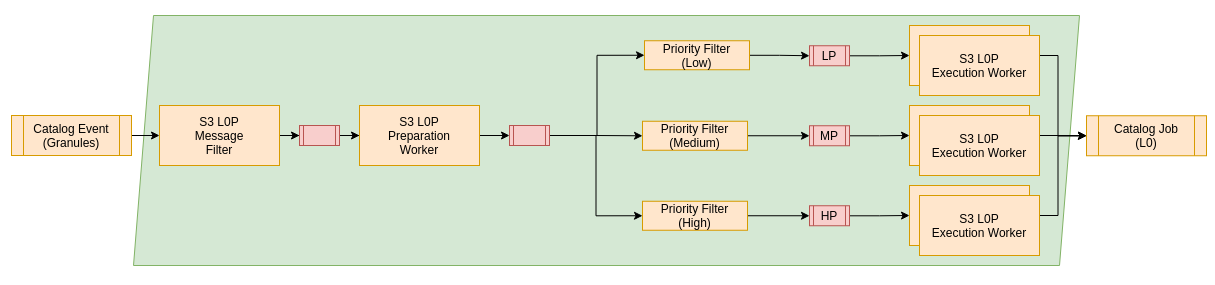 Catalog Event
(Granules)
S3 L0P
Message
Filter
S3 L0P
Preparation
Worker
Priority Filter
(Low)
LP
S3 L0P
Execution Worker
Priority Filter
(Medium)
MP
S3 L0P
Execution Worker
Priority Filter
(High)
HP
S3 L0P
Execution Worker
Catalog Job
(L0)